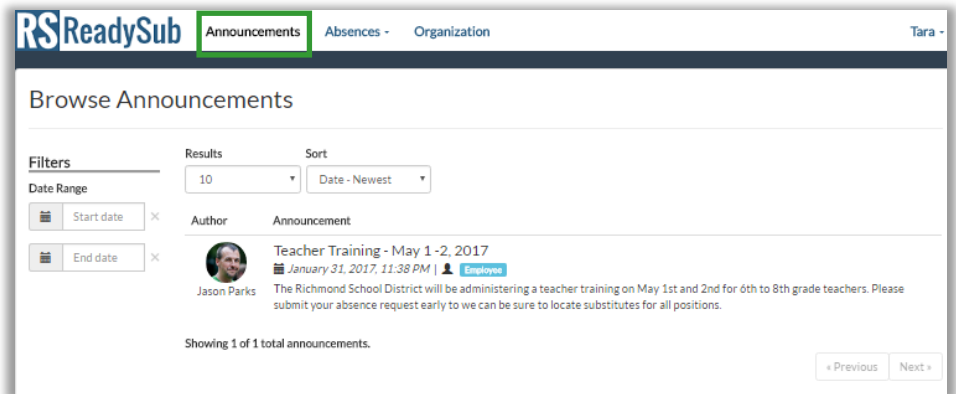 RS ReadySub Announcements Absences - Organization Tara -
Browse Announcements
Filters
Results Sort
10 Date - Newest
Date Range
Start date ×
End date ×
Author Announcement
Teacher Training - May 1 -2, 2017
January 31, 2017, 11:38 PM | Employee
Jason Parks
The Richmond School District will be administering a teacher training on May 1st and 2nd for 6th to 8th grade teachers. Please
submit your absence request early to we can be sure to locate substitutes for all positions.
Showing 1 of 1 total announcements.
« Previous Next »